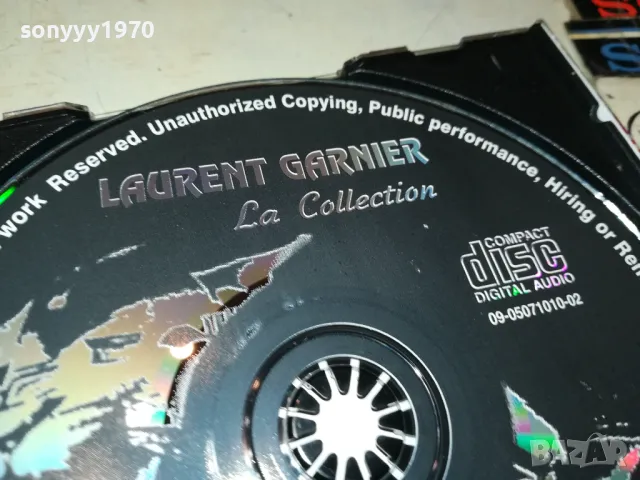 sonyyy1970
work Reserved. Unauthorized Copying, Public performance, Hiring or
LAURENT GARNIER
La Collection
COMPACT
disc
DIGITAL AUDIO
09-05071010-02
BAZAR